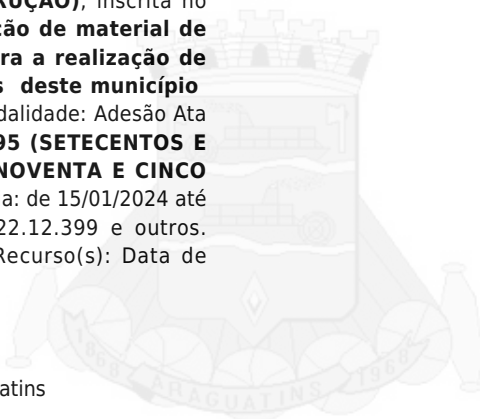 RUÇÃO), inscrita no
ção de material de
ra a realização de
s deste município
dalidade: Adesão Ata
95 (SETECENTOS E
NOVENTA E CINCO
a: de 15/01/2024 até
22.12.399 e outros.
Recurso(s): Data de
atins
1868 ARAGUATINS 1968